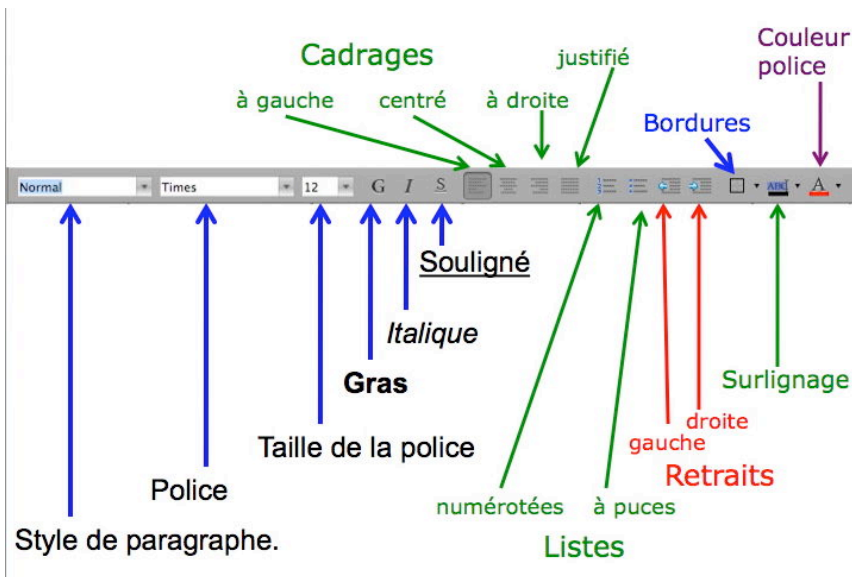 Couleur
police
Cadrages
justifié
à gauche
centré
à droite
Bordures
Normal
Times
12
G
I
S
ABC
A
Souligné
Italique
Gras
Surlignage
droite
gauche
Taille de la police
Retraits
Police
numérotées
à puces
Style de paragraphe.
Listes